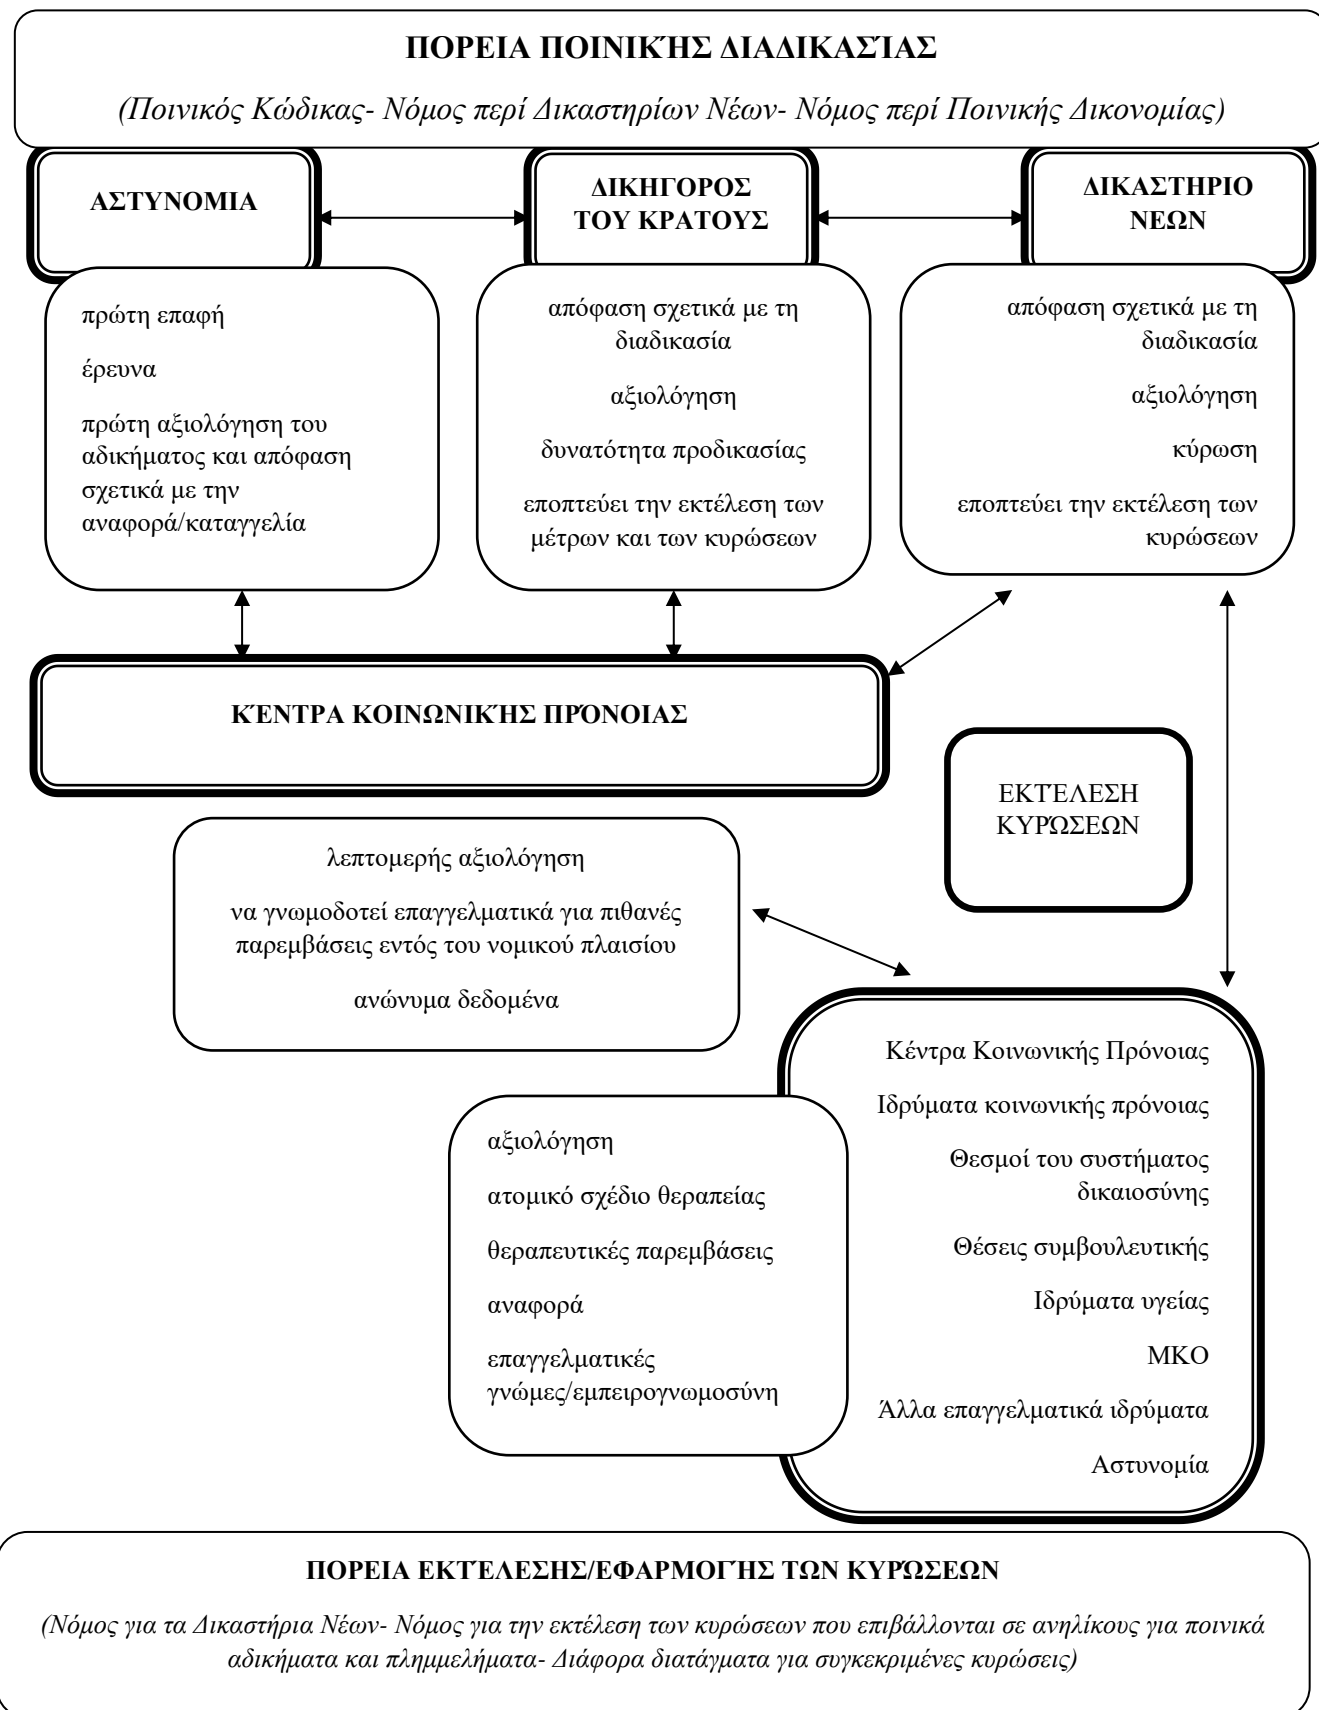 ΠΟΡΕΙΑ ΠΟΙΝΙΚΉΣ ΔΙΑΔΙΚΑΣΊΑΣ
(Ποινικός Κώδικας- Νόμος περί Δικαστηρίων Νέων- Νόμος περί Ποινικής Δικονομίας)
ΑΣΤΥΝΟΜΙΑ
ΔΙΚΗΓΟΡΟΣ
ΤΟΥ ΚΡΑΤΟΥΣ
ΔΙΚΑΣΤΗΡΙΟ
ΝΕΩΝ
πρώτη επαφή
έρευνα
πρώτη αξιολόγηση του
αδικήματος και απόφαση
σχετικά με την
αναφορά/καταγγελία
απόφαση σχετικά με τη
διαδικασία
αξιολόγηση
δυνατότητα προδικασίας
εποπτεύει την εκτέλεση των
μέτρων και των κυρώσεων
απόφαση σχετικά με τη
διαδικασία
αξιολόγηση
κύρωση
εποπτεύει την εκτέλεση των
κυρώσεων
ΚΈΝΤΡΑ ΚΟΙΝΩΝΙΚΉΣ ΠΡΌΝΟΙΑΣ
ΕΚΤΈΛΕΣΗ
ΚΥΡΏΣΕΩΝ
λεπτομερής αξιολόγηση
να γνωμοδοτεί επαγγελματικά για πιθανές
παρεμβάσεις εντός του νομικού πλαισίου
ανώνυμα δεδομένα
Κέντρα Κοινωνικής Πρόνοιας
Ιδρύματα κοινωνικής πρόνοιας
Θεσμοί του συστήματος
δικαιοσύνης
Θέσεις συμβουλευτικής
Ιδρύματα υγείας
ΜΚΟ
Άλλα επαγγελματικά ιδρύματα
Αστυνομία
αξιολόγηση
ατομικό σχέδιο θεραπείας
θεραπευτικές παρεμβάσεις
αναφορά
επαγγελματικές
γνώμες/εμπειρογνωμοσύνη
ΠΟΡΕΙΑ ΕΚΤΈΛΕΣΗΣ/ΕΦΑΡΜΟΓΉΣ ΤΩΝ ΚΥΡΏΣΕΩΝ
(Νόμος για τα Δικαστήρια Νέων- Νόμος για την εκτέλεση των κυρώσεων που επιβάλλονται σε ανηλίκους για ποινικά
αδικήματα και πλημμελήματα- Διάφορα διατάγματα για συγκεκριμένες κυρώσεις)